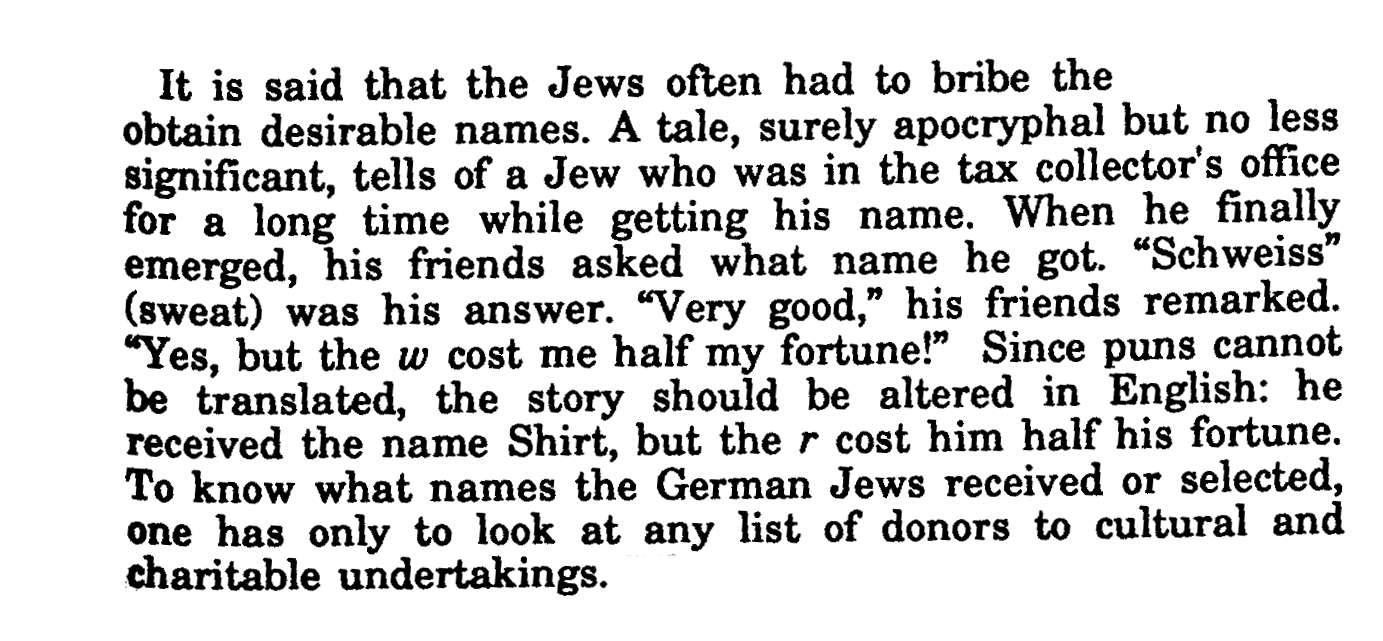 It is said that the Jews often had to bribe the
obtain desirable names. A tale, surely apocryphal but no less
significant, tells of a Jew who was in the tax collector's office
for a long time while getting his name. When he finally
emerged, his friends asked what name he got. “Schweiss”
(sweat) was his answer. “Very good,” his friends remarked.
“Yes, but the w cost me half my fortune!” Since puns cannot
be translated, the story should be altered in English: he
received the name Shirt, but the r cost him half his fortune.
To know what names the German Jews received or selected,
one has only to look at any list of donors to cultural and
charitable undertakings.